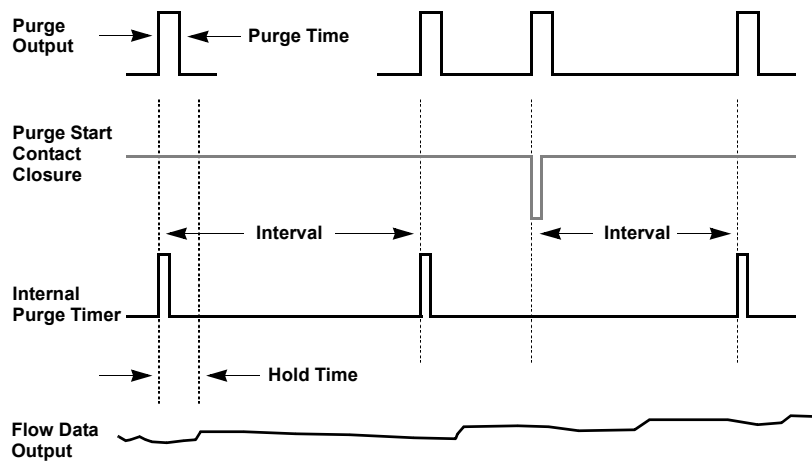 Purge
Output
Purge Time
Purge Start
Contact
Closure
Interval
Interval
Internal
Purge Timer
Hold Time
Flow Data
Output